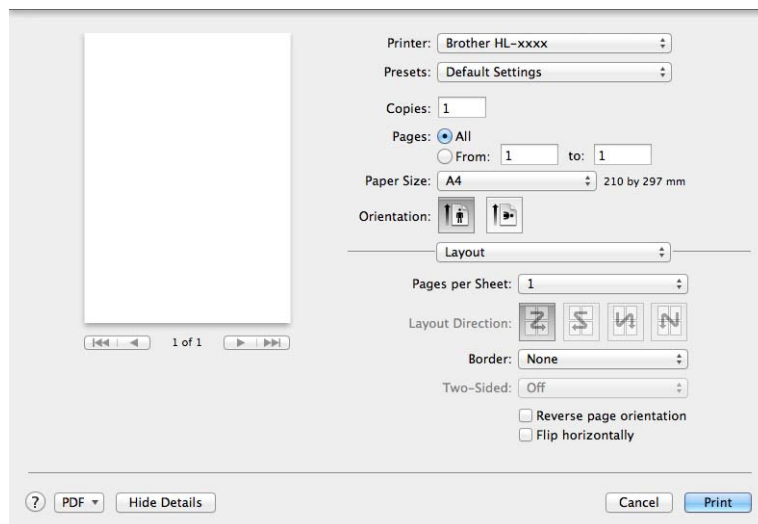 Printer: Brother HL-xxxx
Presets: Default Settings
Copies: 1
Pages: All
From: 1 to: 1
Paper Size: A4 210 by 297 mm
Orientation:
Layout
Pages per Sheet: 1
Layout Direction:
Border: None
Two-Sided: Off
Reverse page orientation
Flip horizontally
1 of 1
? PDF Hide Details Cancel Print